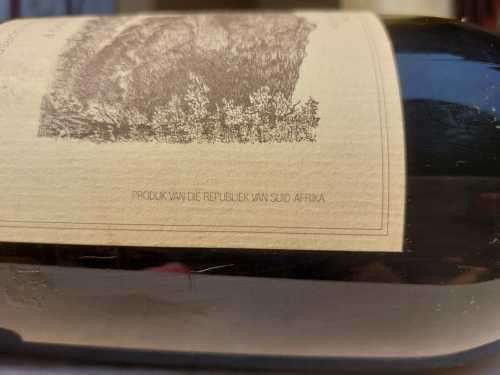 PRODUK VAN DIE REPUBLIEK VAN SUID AFRIKA